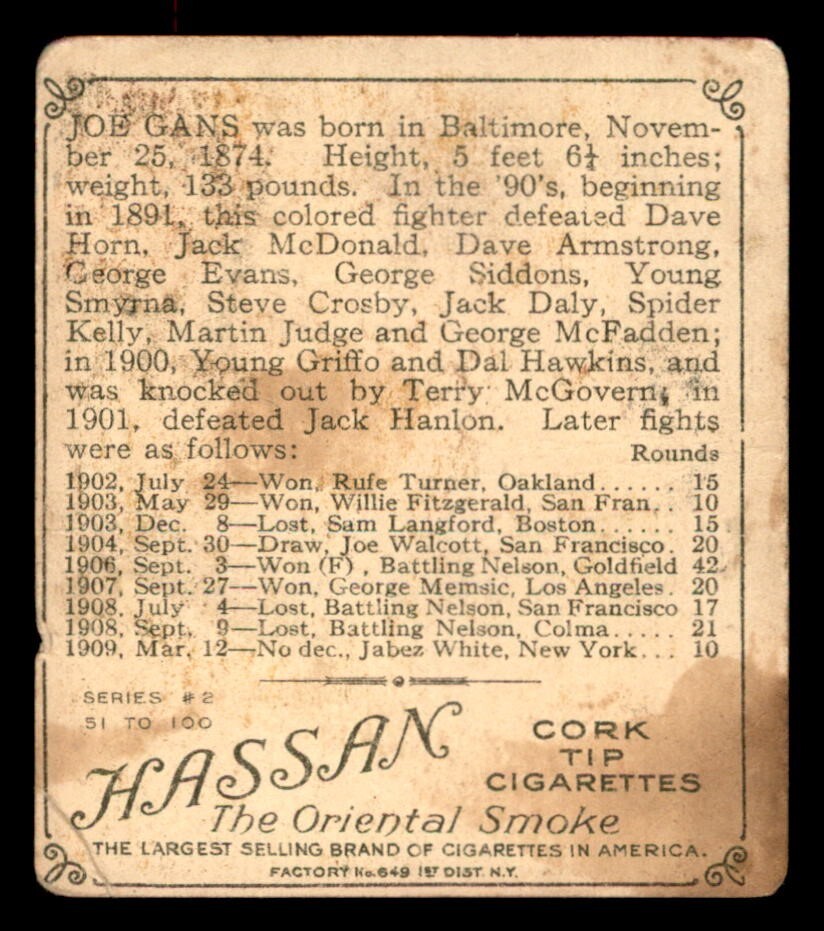 JOE GANS was born in Baltimore, Novem-
ber 25, 1874. Height, 5 feet 6½ inches;
weight, 133 pounds. In the '90's, beginning
in 1891, this colored fighter defeated Dave
Horn, Jack McDonald, Dave Armstrong,
George Evans, George Siddons, Young
Smyrna, Steve Crosby, Jack Daly, Spider
Kelly, Martin Judge and George McFadden;
in 1900, Young Griffo and Dal Hawkins, and
was knocked out by Terry McGovern; in
1901, defeated Jack Hanlon. Later fights
were as follows: Rounds
1902, July 24—Won, Rufe Turner, Oakland...... 15
1903, May 29—Won, Willie Fitzgerald, San Fran.. 10
1903, Dec. 8—Lost, Sam Langford, Boston...... 15
1904, Sept. 30—Draw, Joe Walcott, San Francisco. 20
1906, Sept. 3—Won (F), Battling Nelson, Goldfield 42
1907, Sept. 27—Won, George Memsic, Los Angeles. 20
1908, July 4—Lost, Battling Nelson, San Francisco 17
1908, Sept. 9—Lost, Battling Nelson, Colma..... 21
1909, Mar. 12—No dec., Jabez White, New York... 10
SERIES #2
51 TO 100
HASSAN
CORK
TIP
CIGARETTES
The Oriental Smoke
THE LARGEST SELLING BRAND OF CIGARETTES IN AMERICA.
FACTORY No. 649 1ST DIST. N.Y.